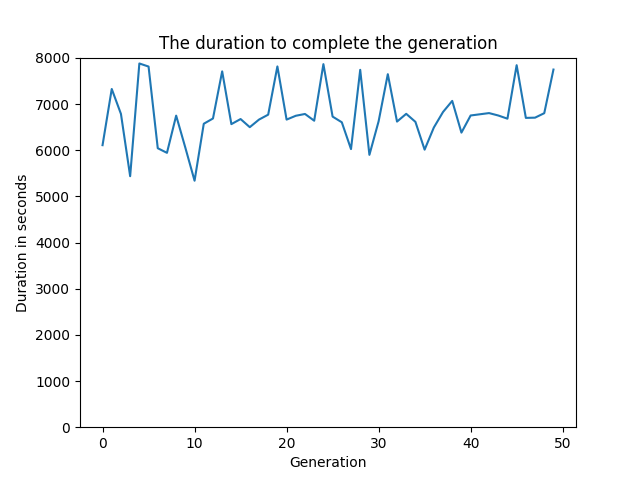 The duration to complete the generation
8000
7000
6000
5000
4000
3000
2000
1000
0
Duration in seconds
0 10 20 30 40 50
Generation